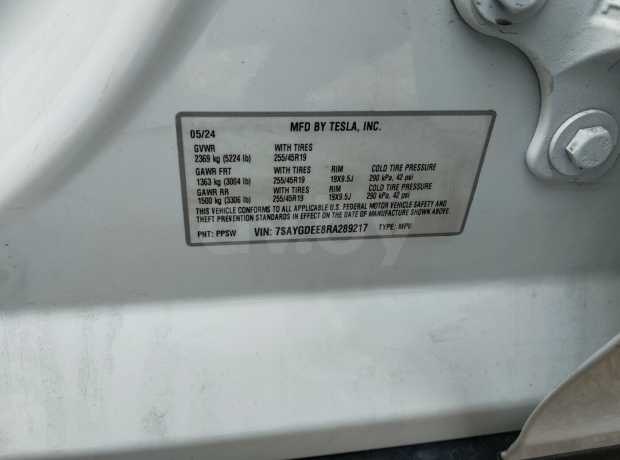 05/24 MFD BY TESLA, INC.
GVWR WITH TIRES
2369 kg (5224 lb) 255/45R19
GAWR FRT WITH TIRES RIM COLD TIRE PRESSURE
1363 kg (3004 lb) 255/45R19 19X9.5J 290 kPa, 42 psi
GAWR RR WITH TIRES RIM COLD TIRE PRESSURE
1500 kg (3306 lb) 255/45R19 19X9.5J 290 kPa, 42 psi
THIS VEHICLE CONFORMS TO ALL APPLICABLE U.S. FEDERAL MOTOR VEHICLE SAFETY AND
THEFT PREVENTION STANDARDS IN EFFECT ON THE DATE OF MANUFACTURE SHOWN ABOVE.
PNT: PPSW VIN: 7SAYGDEE8RA289217 TYPE: MPV